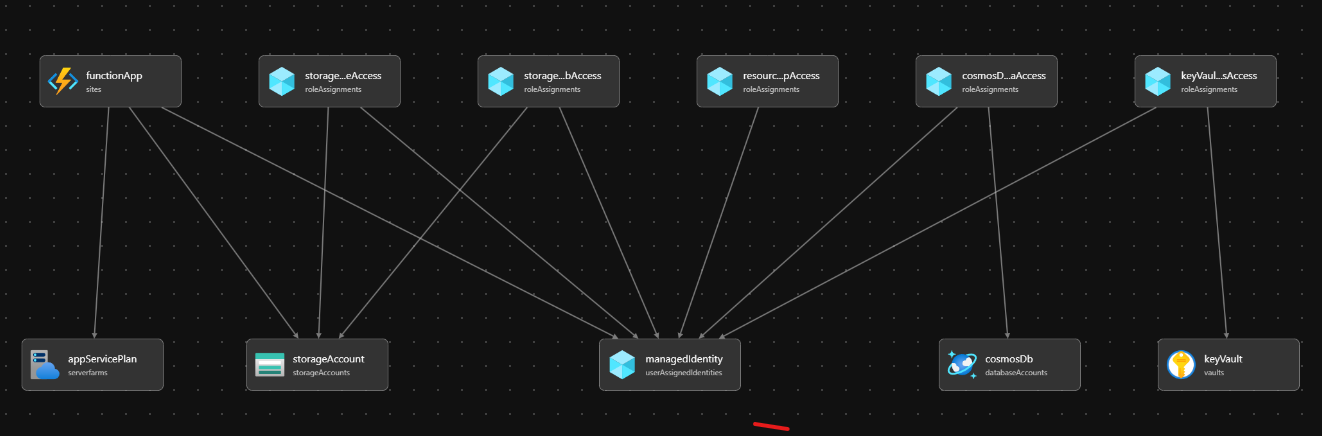 functionApp
sites
storage...eAccess
roleAssignments
storage...bAccess
roleAssignments
resourc...pAccess
roleAssignments
cosmosD...aAccess
roleAssignments
keyVaul...sAccess
roleAssignments
appServicePlan
serverfarms
storageAccount
storageAccounts
managedIdentity
userAssignedIdentities
cosmosDb
databaseAccounts
keyVault
vaults